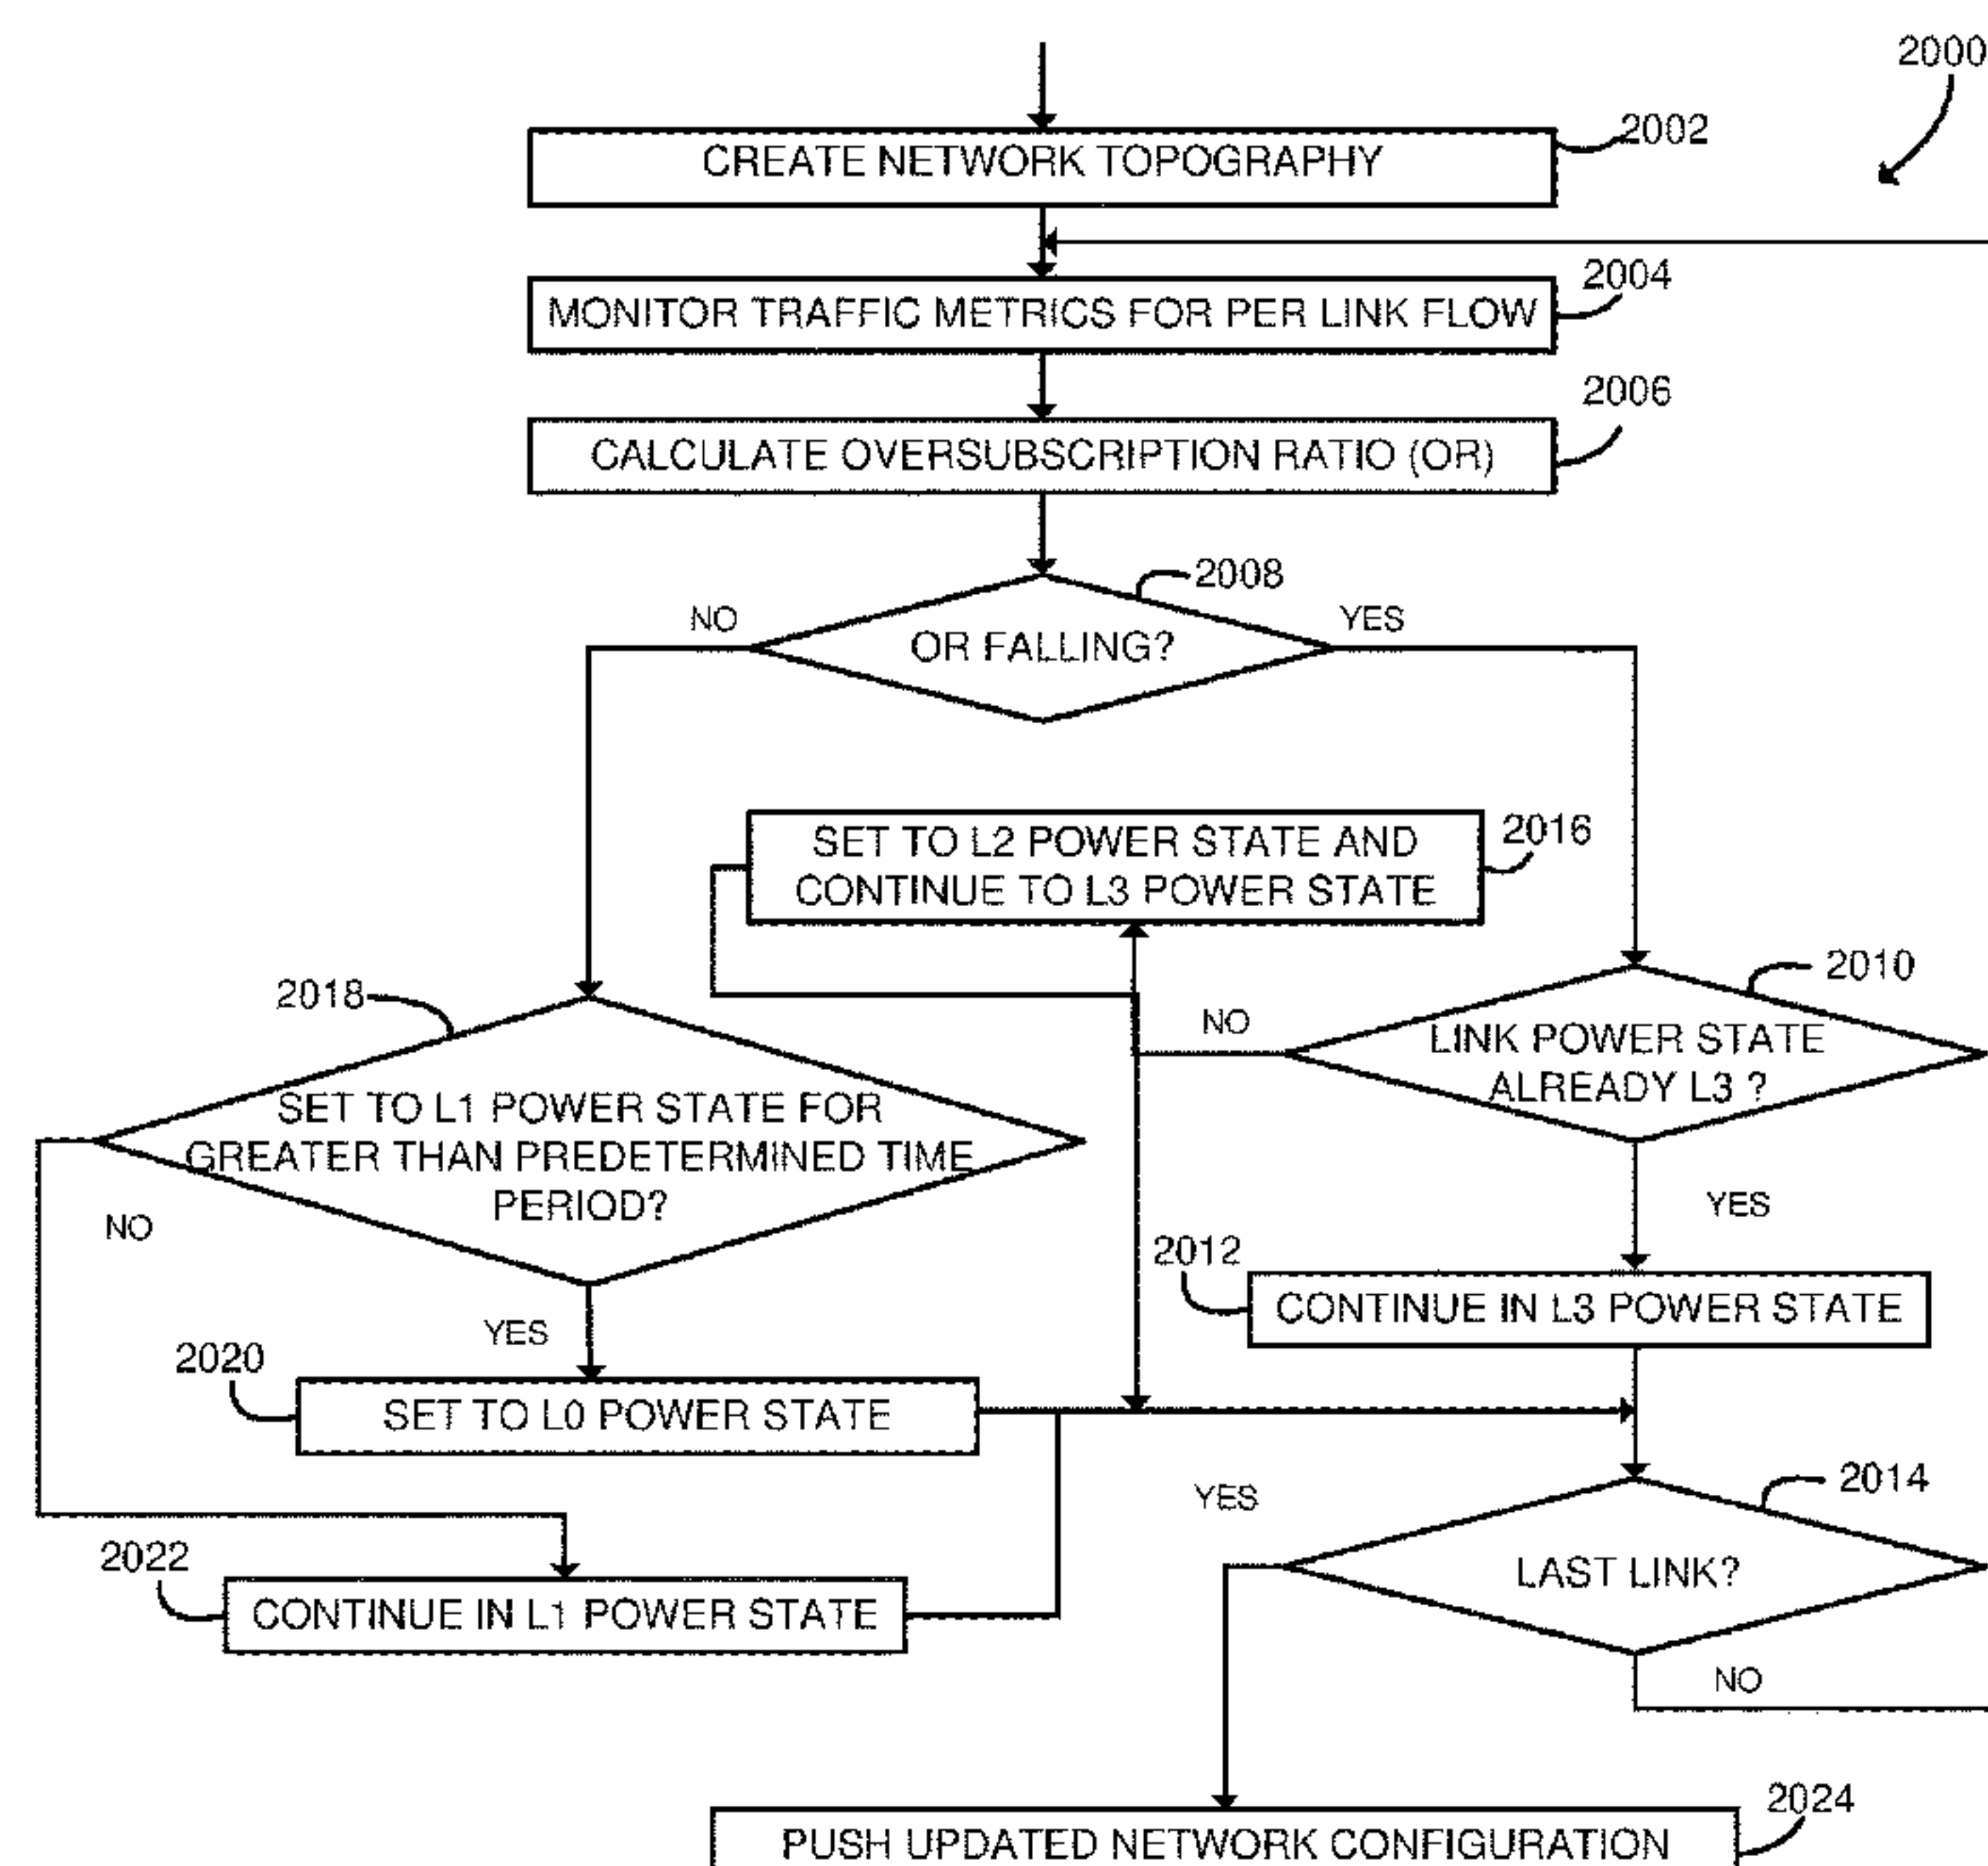 2000
2002
CREATE NETWORK TOPOGRAPHY
2004
MONITOR TRAFFIC METRICS FOR PER LINK FLOW
2006
CALCULATE OVERSUBSCRIPTION RATIO (OR)
2008
NO
YES
OR FALLING?
2016
SET TO L2 POWER STATE AND
CONTINUE TO L3 POWER STATE
2010
2018
NO
LINK POWER STATE
ALREADY L3 ?
SET TO L1 POWER STATE FOR
GREATER THAN PREDETERMINED TIME
PERIOD?
NO
YES
2012
CONTINUE IN L3 POWER STATE
YES
2020
SET TO L0 POWER STATE
YES
2014
LAST LINK?
2022
CONTINUE IN L1 POWER STATE
NO
2024
PUSH UPDATED NETWORK CONFIGURATION